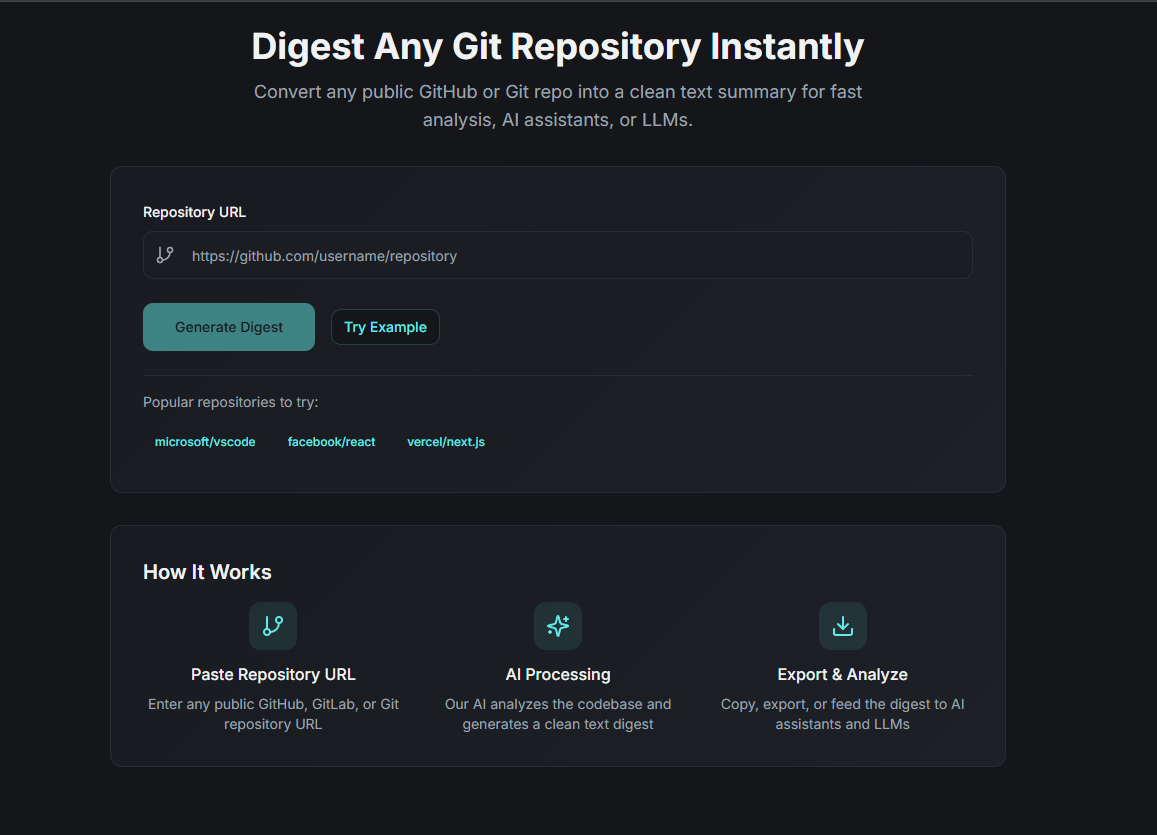 Digest Any Git Repository Instantly
Convert any public GitHub or Git repo into a clean text summary for fast
analysis, AI assistants, or LLMs.
Repository URL
https://github.com/username/repository
Generate Digest
Try Example
Popular repositories to try:
microsoft/vscode
facebook/react
vercel/next.js
How It Works
Paste Repository URL
Enter any public GitHub, GitLab, or Git
repository URL
AI Processing
Our AI analyzes the codebase and
generates a clean text digest
Export & Analyze
Copy, export, or feed the digest to AI
assistants and LLMs